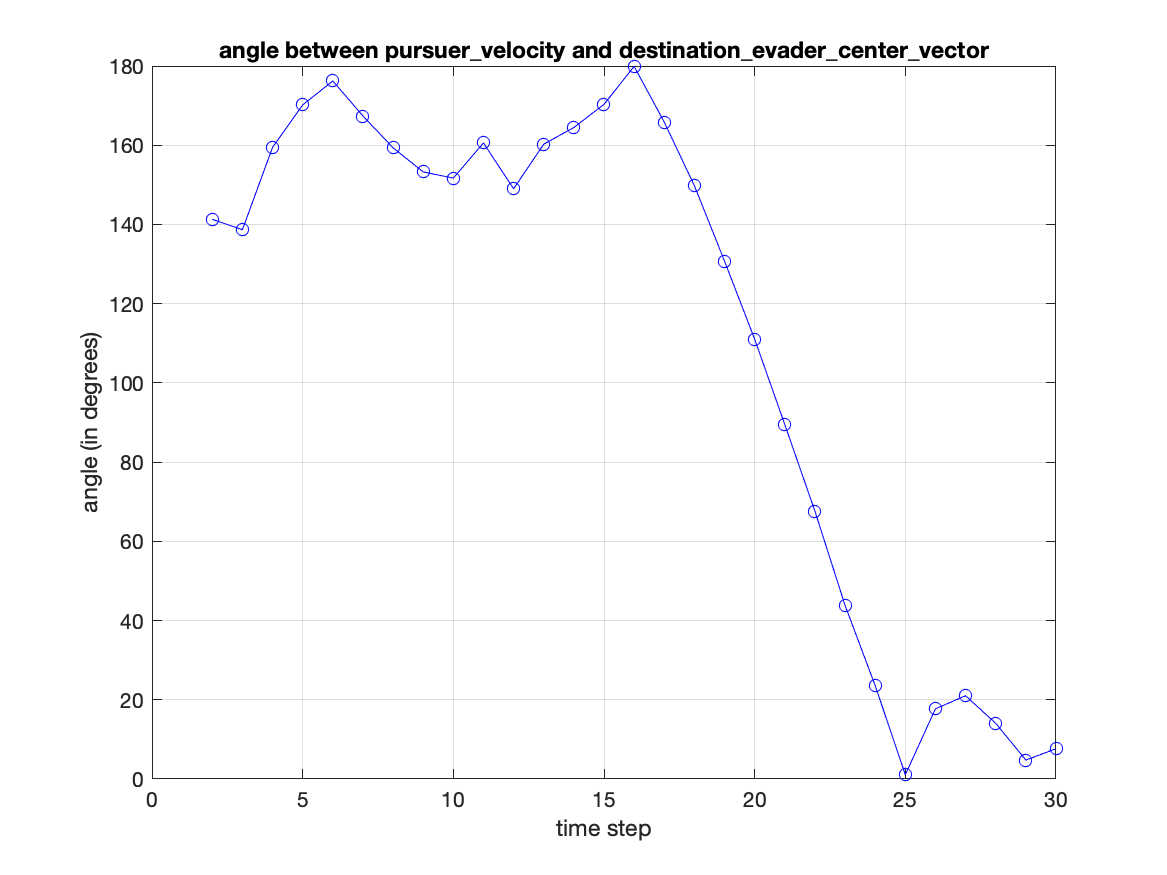 angle between pursuer_velocity and destination_evader_center_vector
180
160
140
120
100
80
60
40
20
0
angle (in degrees)
0 5 10 15 20 25 30
time step